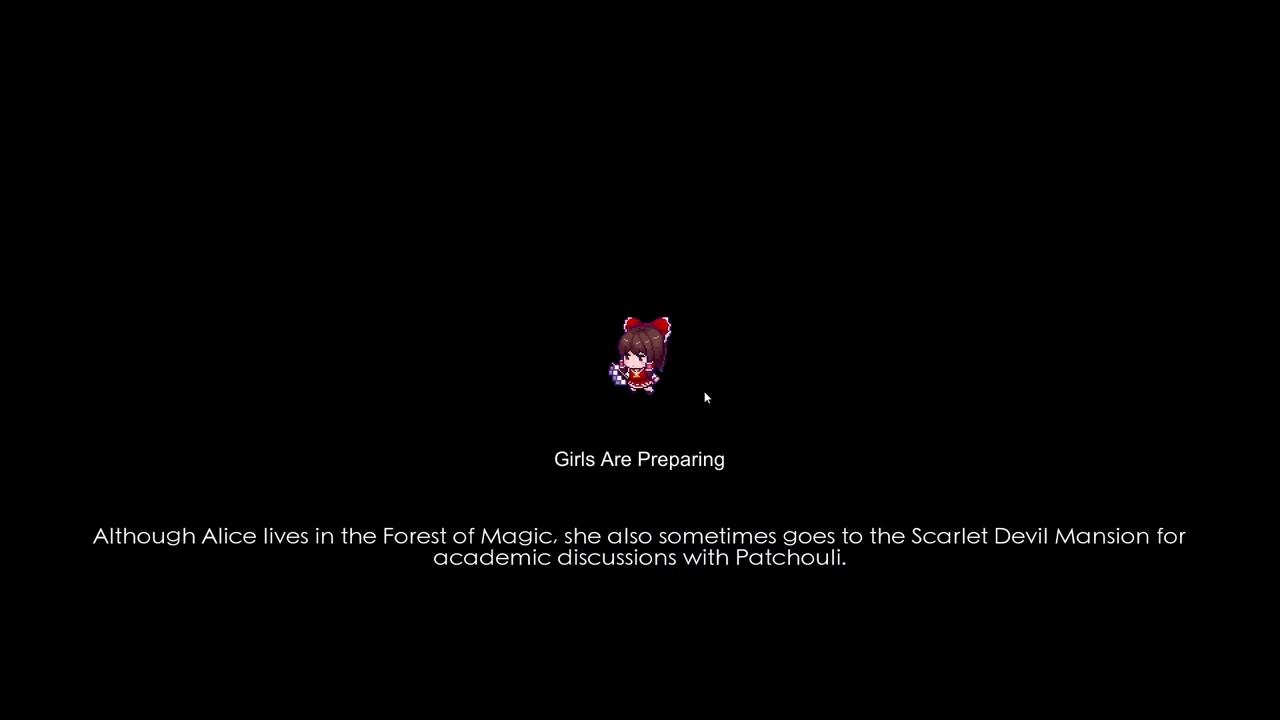 Girls Are Preparing
Although Alice lives in the Forest of Magic, she also sometimes goes to the Scarlet Devil Mansion for
academic discussions with Patchouli.